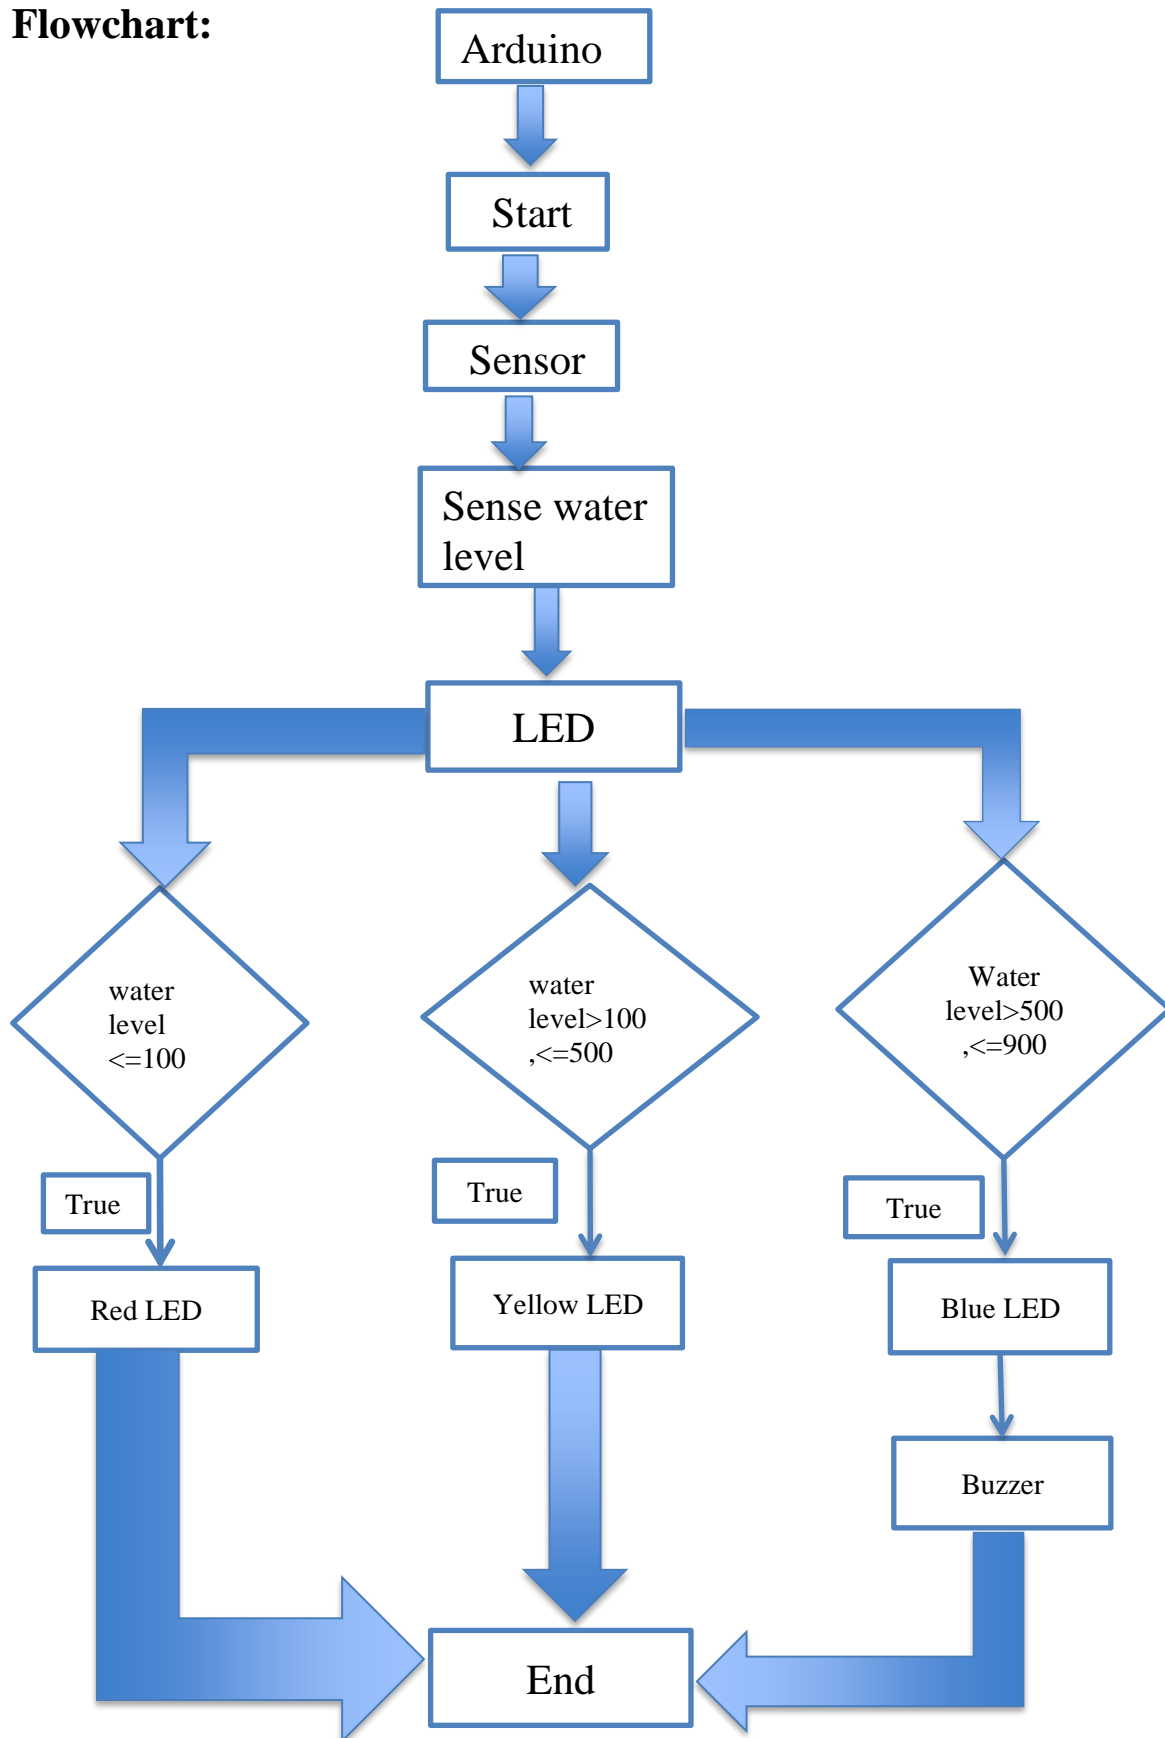 Flowchart:
Arduino
Start
Sensor
Sense water
level
LED
water
level
<=100
water
level>100
,<=500
Water
level>500
,<=900
True
True
True
Red LED
Yellow LED
Blue LED
Buzzer
End